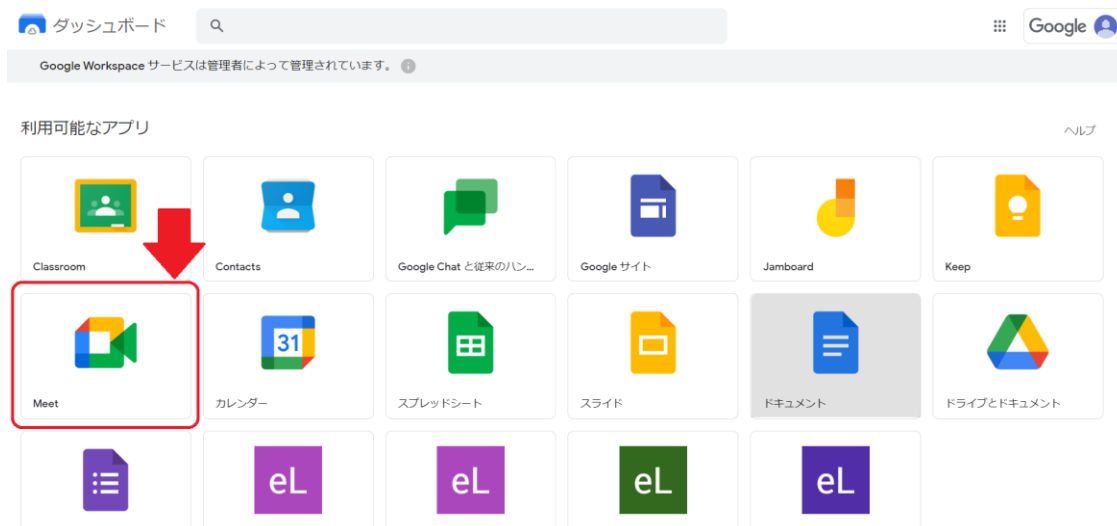 ダッシュボード
Google
Google Workspace サービスは管理者によって管理されています。
利用可能なアプリ
ヘルプ
Classroom
Contacts
Google Chat と従来のハン...
Google サイト
Jamboard
Keep
31
Meet
カレンダー
スプレッドシート
スライド
ドキュメント
ドライブとドキュメント
eL
eL
eL
eL